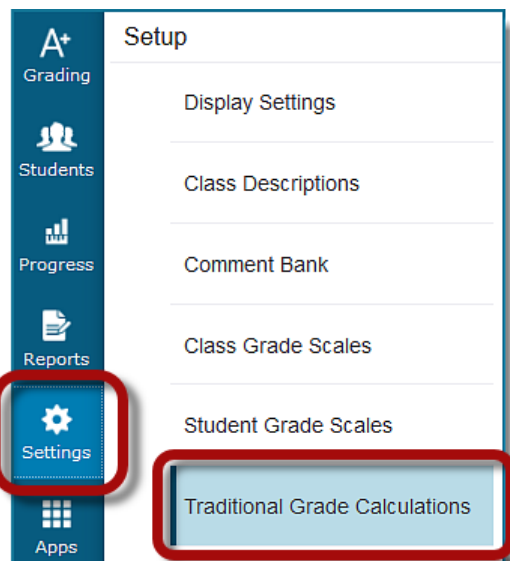 A+
Grading
Students
Progress
Reports
Settings
Apps
Setup
Display Settings
Class Descriptions
Comment Bank
Class Grade Scales
Student Grade Scales
Traditional Grade Calculations